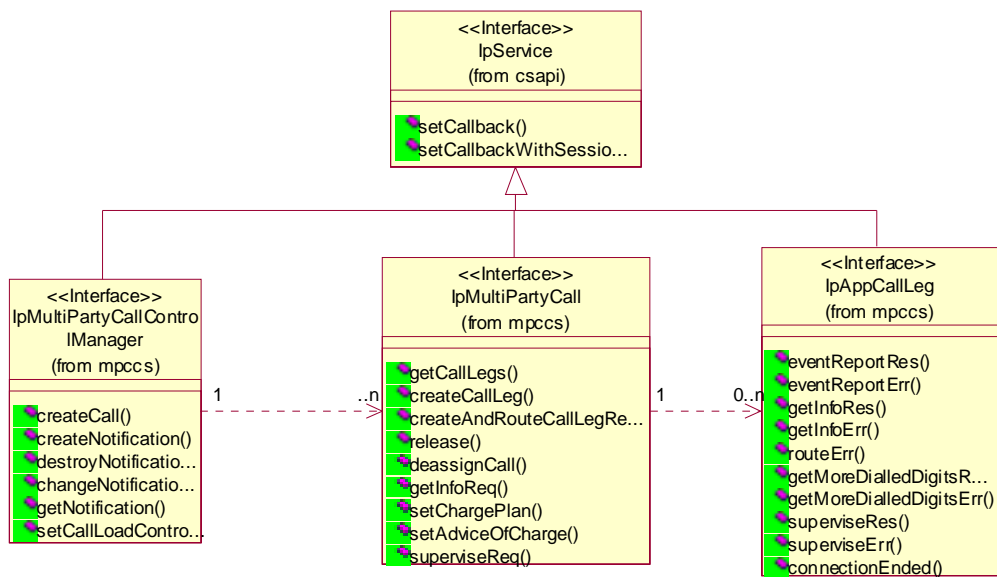 <<Interface>>
IpService
(from csapi)
setCallback()
setCallbackWithSessio...
<<Interface>>
IpMultiPartyCallContro
lManager
(from mpccs)
createCall()
createNotification()
destroyNotificatio...
changeNotificatio...
getNotification()
setCallLoadContro...
1
..n
<<Interface>>
IpMultiPartyCall
(from mpccs)
getCallLegs()
createCallLeg()
createAndRouteCallLegRe...
release()
deassignCall()
getInfoReq()
setChargePlan()
setAdviceOfCharge()
superviseReq()
1
0..n
<<Interface>>
IpAppCallLeg
(from mpccs)
eventReportRes()
eventReportErr()
getInfoRes()
getInfoErr()
routeErr()
getMoreDialledDigitsR...
getMoreDialledDigitsErr()
superviseRes()
superviseErr()
connectionEnded()